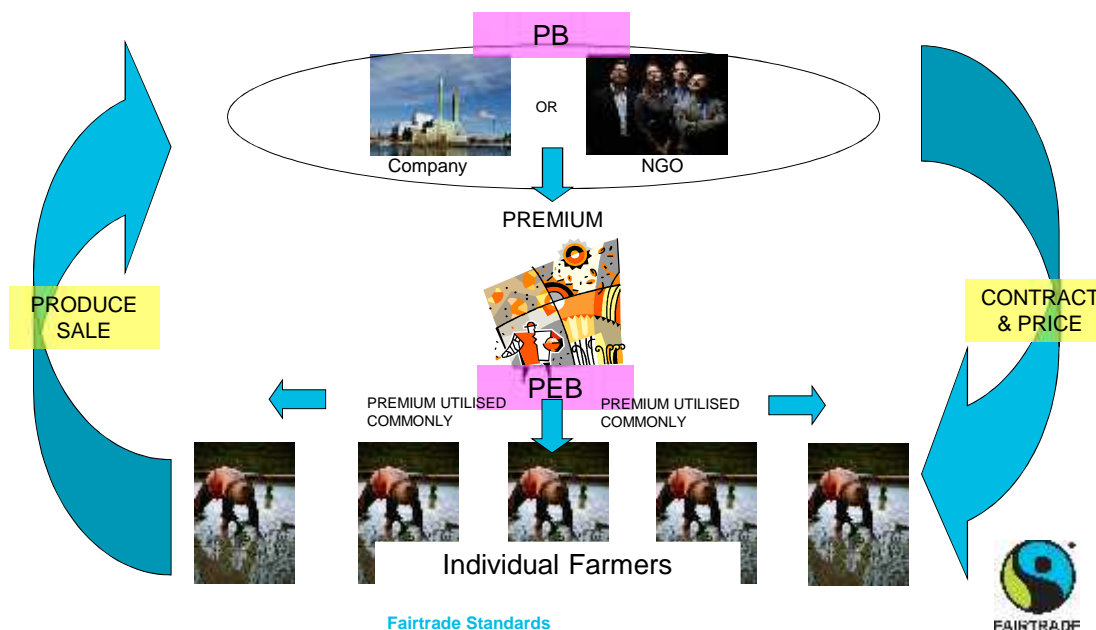 PB
OR
Company
NGO
PREMIUM
PRODUCE
SALE
CONTRACT
& PRICE
PEB
PREMIUM UTILISED
COMMONLY
PREMIUM UTILISED
COMMONLY
Individual Farmers
Fairtrade Standards
FAIRTRADE